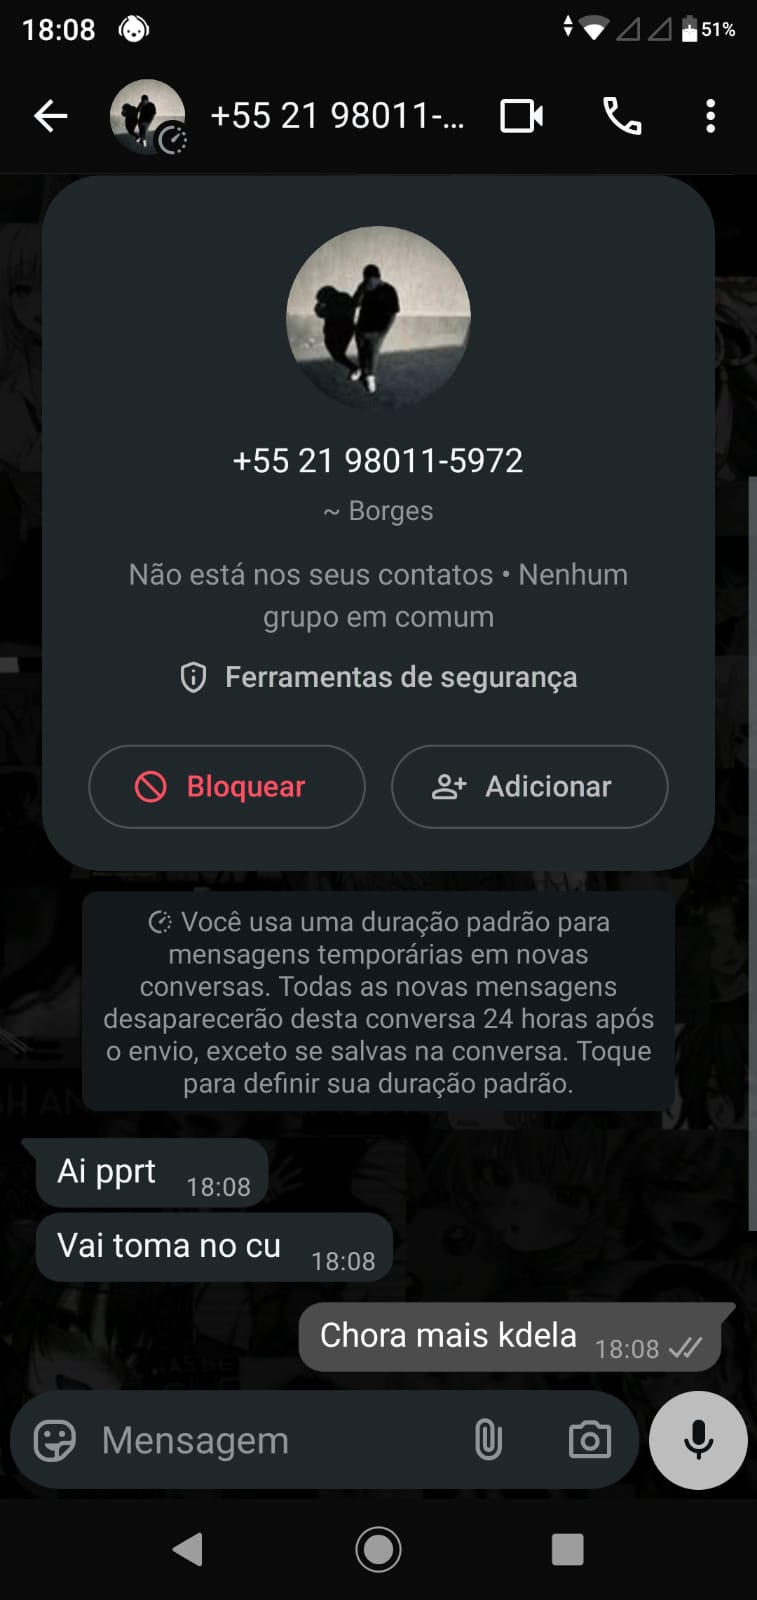 18:08
51%
+55 21 98011-...
+55 21 98011-5972
~ Borges
Não está nos seus contatos • Nenhum
grupo em comum
Ferramentas de segurança
Bloquear
Adicionar
Você usa uma duração padrão para
mensagens temporárias em novas
conversas. Todas as novas mensagens
desaparecerão desta conversa 24 horas após
o envio, exceto se salvas na conversa. Toque
para definir sua duração padrão.
Ai pprt 18:08
Vai toma no cu 18:08
Chora mais kdela 18:08
Mensagem